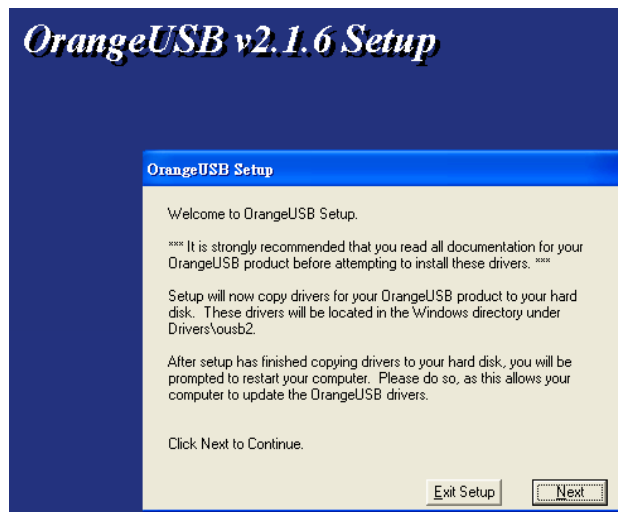 OrangeUSB v2.1.6 Setup
OrangeUSB Setup
Welcome to OrangeUSB Setup.
*** It is strongly recommended that you read all documentation for your
OrangeUSB product before attempting to install these drivers. ***
Setup will now copy drivers for your OrangeUSB product to your hard
disk.  These drivers will be located in the Windows directory under
Drivers\ousb2.
After setup has finished copying drivers to your hard disk, you will be
prompted to restart your computer.  Please do so, as this allows your
computer to update the OrangeUSB drivers.
Click Next to Continue.
Exit Setup
Next